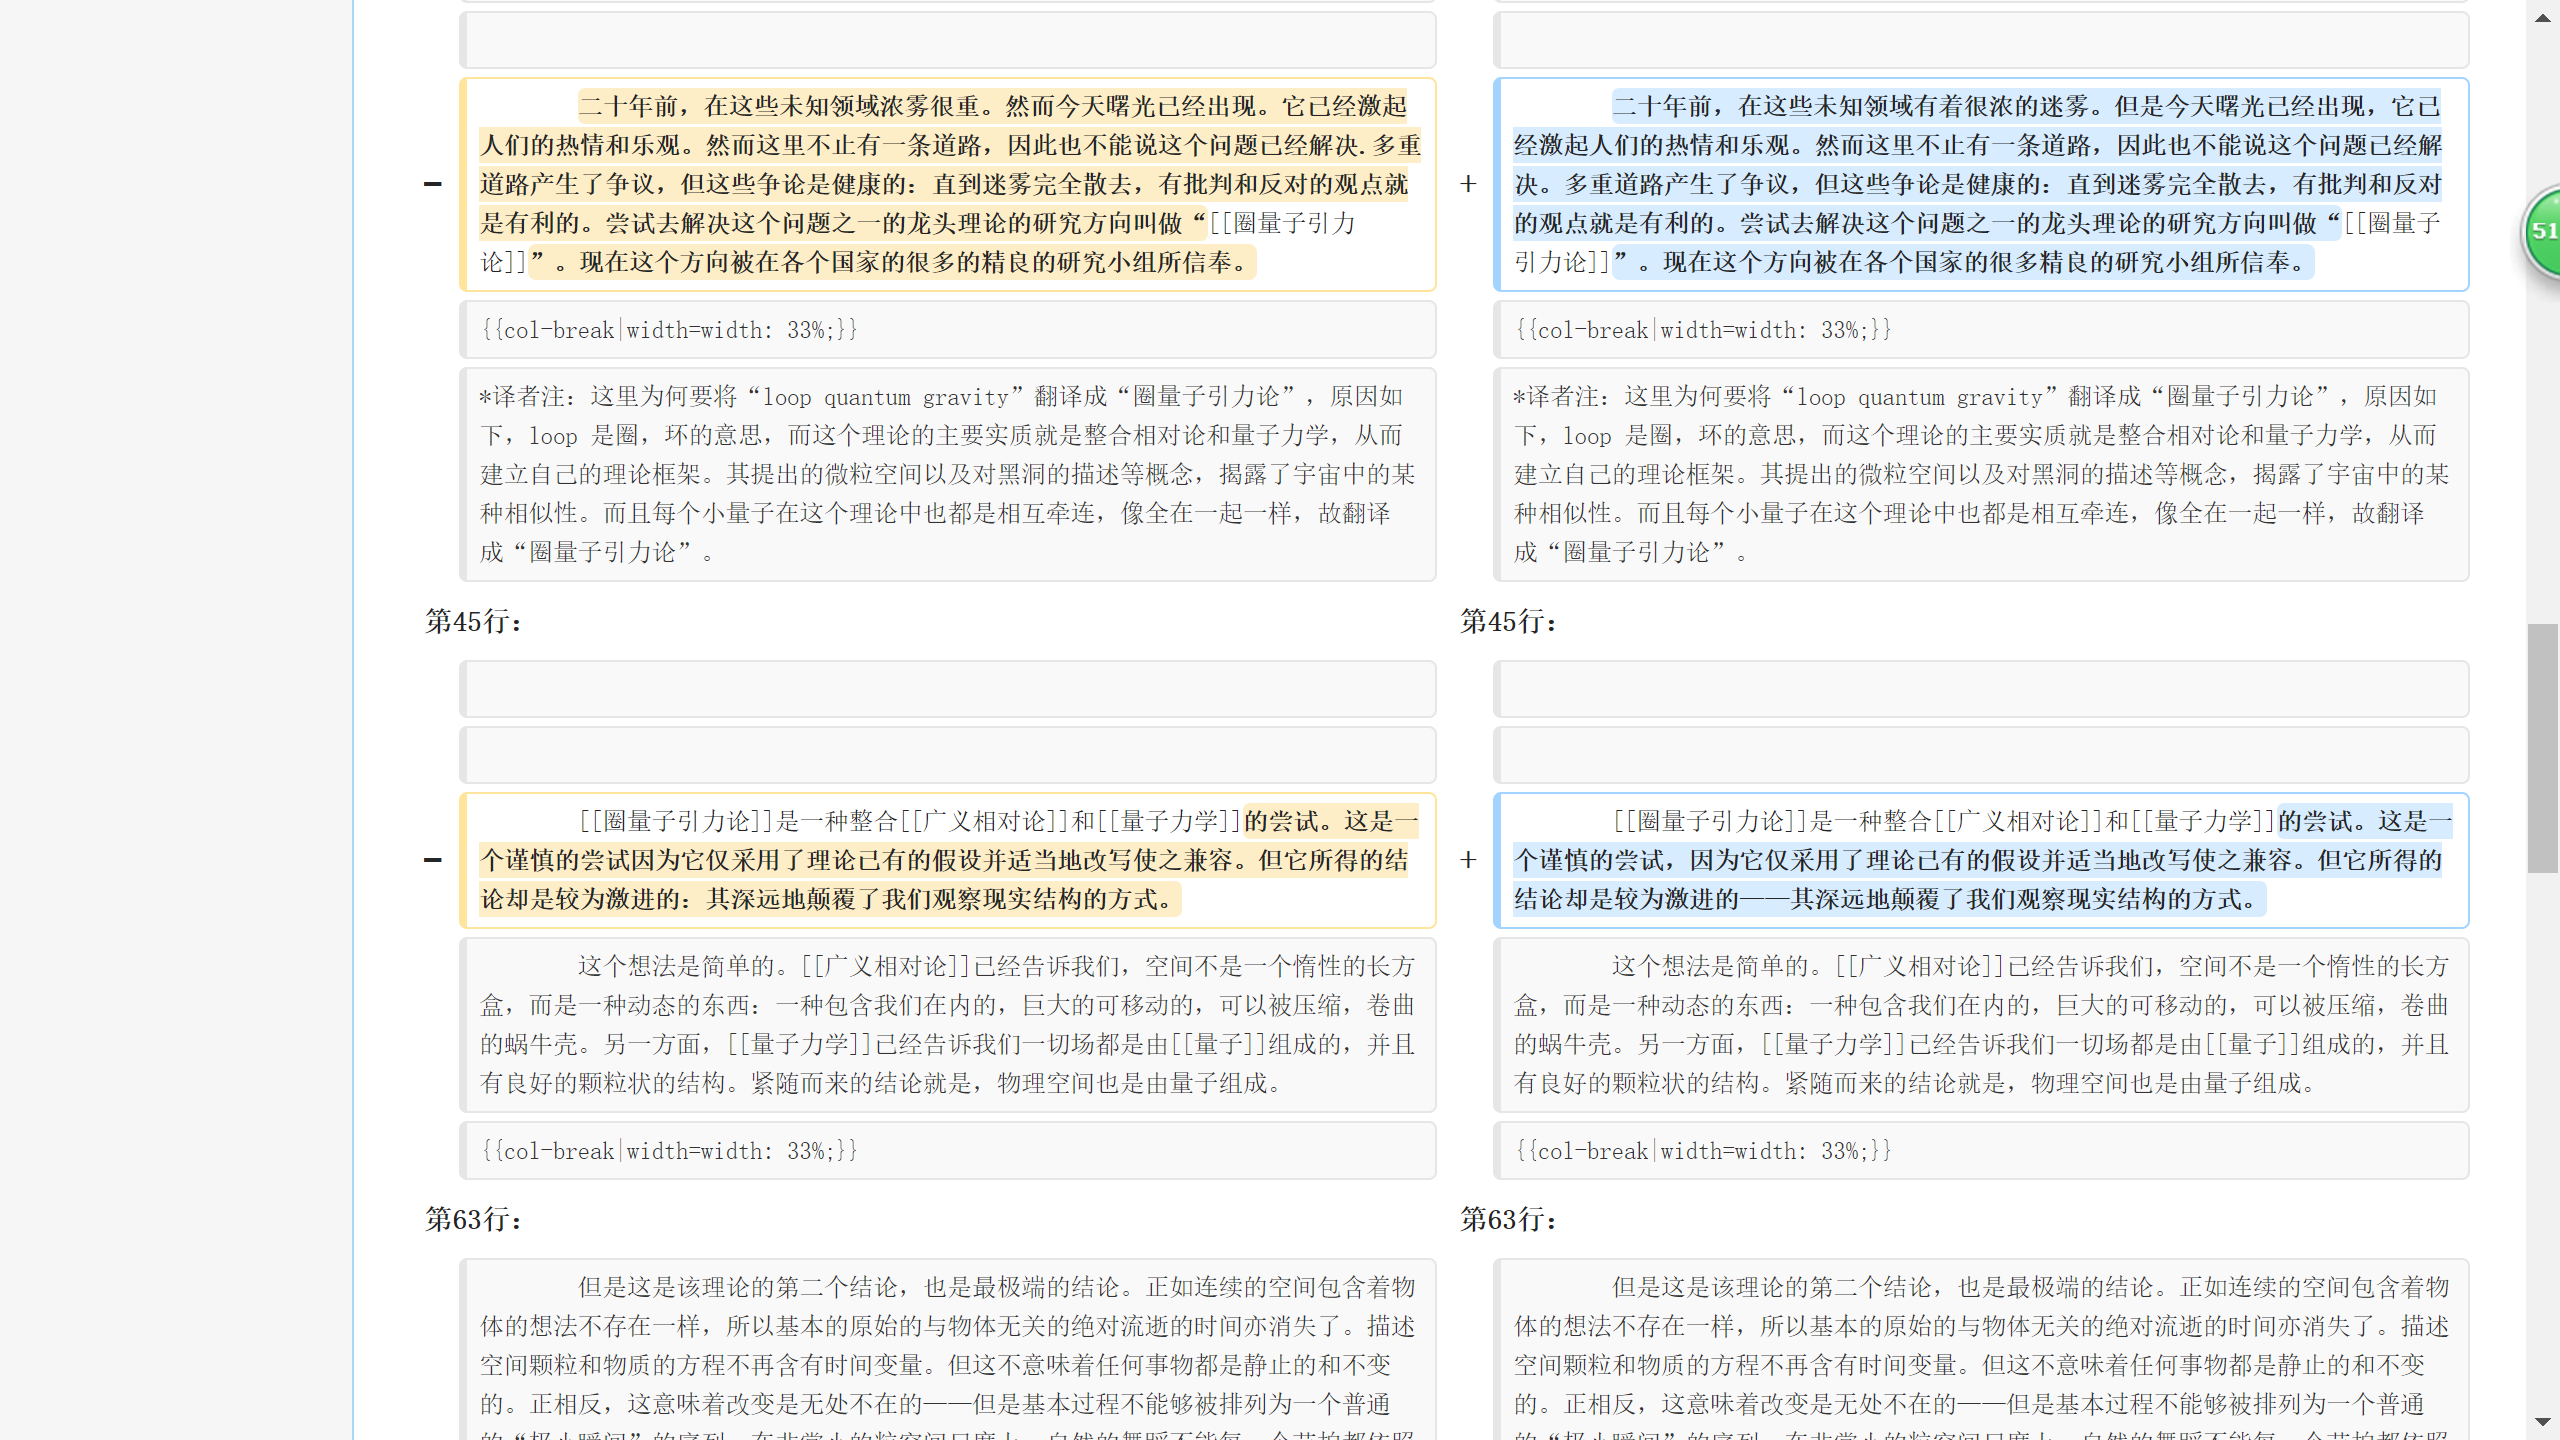 二十年前，在这些未知领域浓雾很重。然而今天曙光已经出现。它已经激起
人们的热情和乐观。然而这里不止有一条道路，因此也不能说这个问题已经解决.多重
−
道路产生了争议，但这些争论是健康的：直到迷雾完全散去，有批判和反对的观点就
是有利的。尝试去解决这个问题之一的龙头理论的研究方向叫做“[[圈量子引力
论]]”。现在这个方向被在各个国家的很多的精良的研究小组所信奉。
二十年前，在这些未知领域有着很浓的迷雾。但是今天曙光已经出现，它已
经激起人们的热情和乐观。然而这里不止有一条道路，因此也不能说这个问题已经解
+
决。多重道路产生了争议，但这些争论是健康的：直到迷雾完全散去，有批判和反对
的观点就是有利的。尝试去解决这个问题之一的龙头理论的研究方向叫做“[[圈量子
引力论]]”。现在这个方向被在各个国家的很多精良的研究小组所信奉。
{{col-break|width=width: 33%;}}
{{col-break|width=width: 33%;}}
*译者注：这里为何要将“loop quantum gravity”翻译成“圈量子引力论”，原因如
下，loop 是圈，环的意思，而这个理论的主要实质就是整合相对论和量子力学，从而
建立自己的理论框架。其提出的微粒空间以及对黑洞的描述等概念，揭露了宇宙中的某
种相似性。而且每个小量子在这个理论中也都是相互牵连，像全在一起一样，故翻译
成“圈量子引力论”。
*译者注：这里为何要将“loop quantum gravity”翻译成“圈量子引力论”，原因如
下，loop 是圈，环的意思，而这个理论的主要实质就是整合相对论和量子力学，从而
建立自己的理论框架。其提出的微粒空间以及对黑洞的描述等概念，揭露了宇宙中的某
种相似性。而且每个小量子在这个理论中也都是相互牵连，像全在一起一样，故翻译
成“圈量子引力论”。
第45行：
第45行：
[[圈量子引力论]]是一种整合[[广义相对论]]和[[量子力学]]的尝试。这是一
−
个谨慎的尝试因为它仅采用了理论已有的假设并适当地改写使之兼容。但它所得的结
论却是较为激进的：其深远地颠覆了我们观察现实结构的方式。
[[圈量子引力论]]是一种整合[[广义相对论]]和[[量子力学]]的尝试。这是一
+
个谨慎的尝试，因为它仅采用了理论已有的假设并适当地改写使之兼容。但它所得的
结论却是较为激进的——其深远地颠覆了我们观察现实结构的方式。
这个想法是简单的。[[广义相对论]]已经告诉我们，空间不是一个惰性的长方
盒，而是一种动态的东西：一种包含我们在内的，巨大的可移动的，可以被压缩，卷曲
的蜗牛壳。另一方面，[[量子力学]]已经告诉我们一切场都是由[[量子]]组成的，并且
有良好的颗粒状的结构。紧随而来的结论就是，物理空间也是由量子组成。
这个想法是简单的。[[广义相对论]]已经告诉我们，空间不是一个惰性的长方
盒，而是一种动态的东西：一种包含我们在内的，巨大的可移动的，可以被压缩，卷曲
的蜗牛壳。另一方面，[[量子力学]]已经告诉我们一切场都是由[[量子]]组成的，并且
有良好的颗粒状的结构。紧随而来的结论就是，物理空间也是由量子组成。
{{col-break|width=width: 33%;}}
{{col-break|width=width: 33%;}}
第63行：
第63行：
但是这是该理论的第二个结论，也是最极端的结论。正如连续的空间包含着物
体的想法不存在一样，所以基本的原始的与物体无关的绝对流逝的时间亦消失了。描述
空间颗粒和物质的方程不再含有时间变量。但这不意味着任何事物都是静止的和不变
的。正相反，这意味着改变是无处不在的——但是基本过程不能够被排列为一个普通
但是这是该理论的第二个结论，也是最极端的结论。正如连续的空间包含着物
体的想法不存在一样，所以基本的原始的与物体无关的绝对流逝的时间亦消失了。描述
空间颗粒和物质的方程不再含有时间变量。但这不意味着任何事物都是静止的和不变
的。正相反，这意味着改变是无处不在的——但是基本过程不能够被排列为一个普通
51